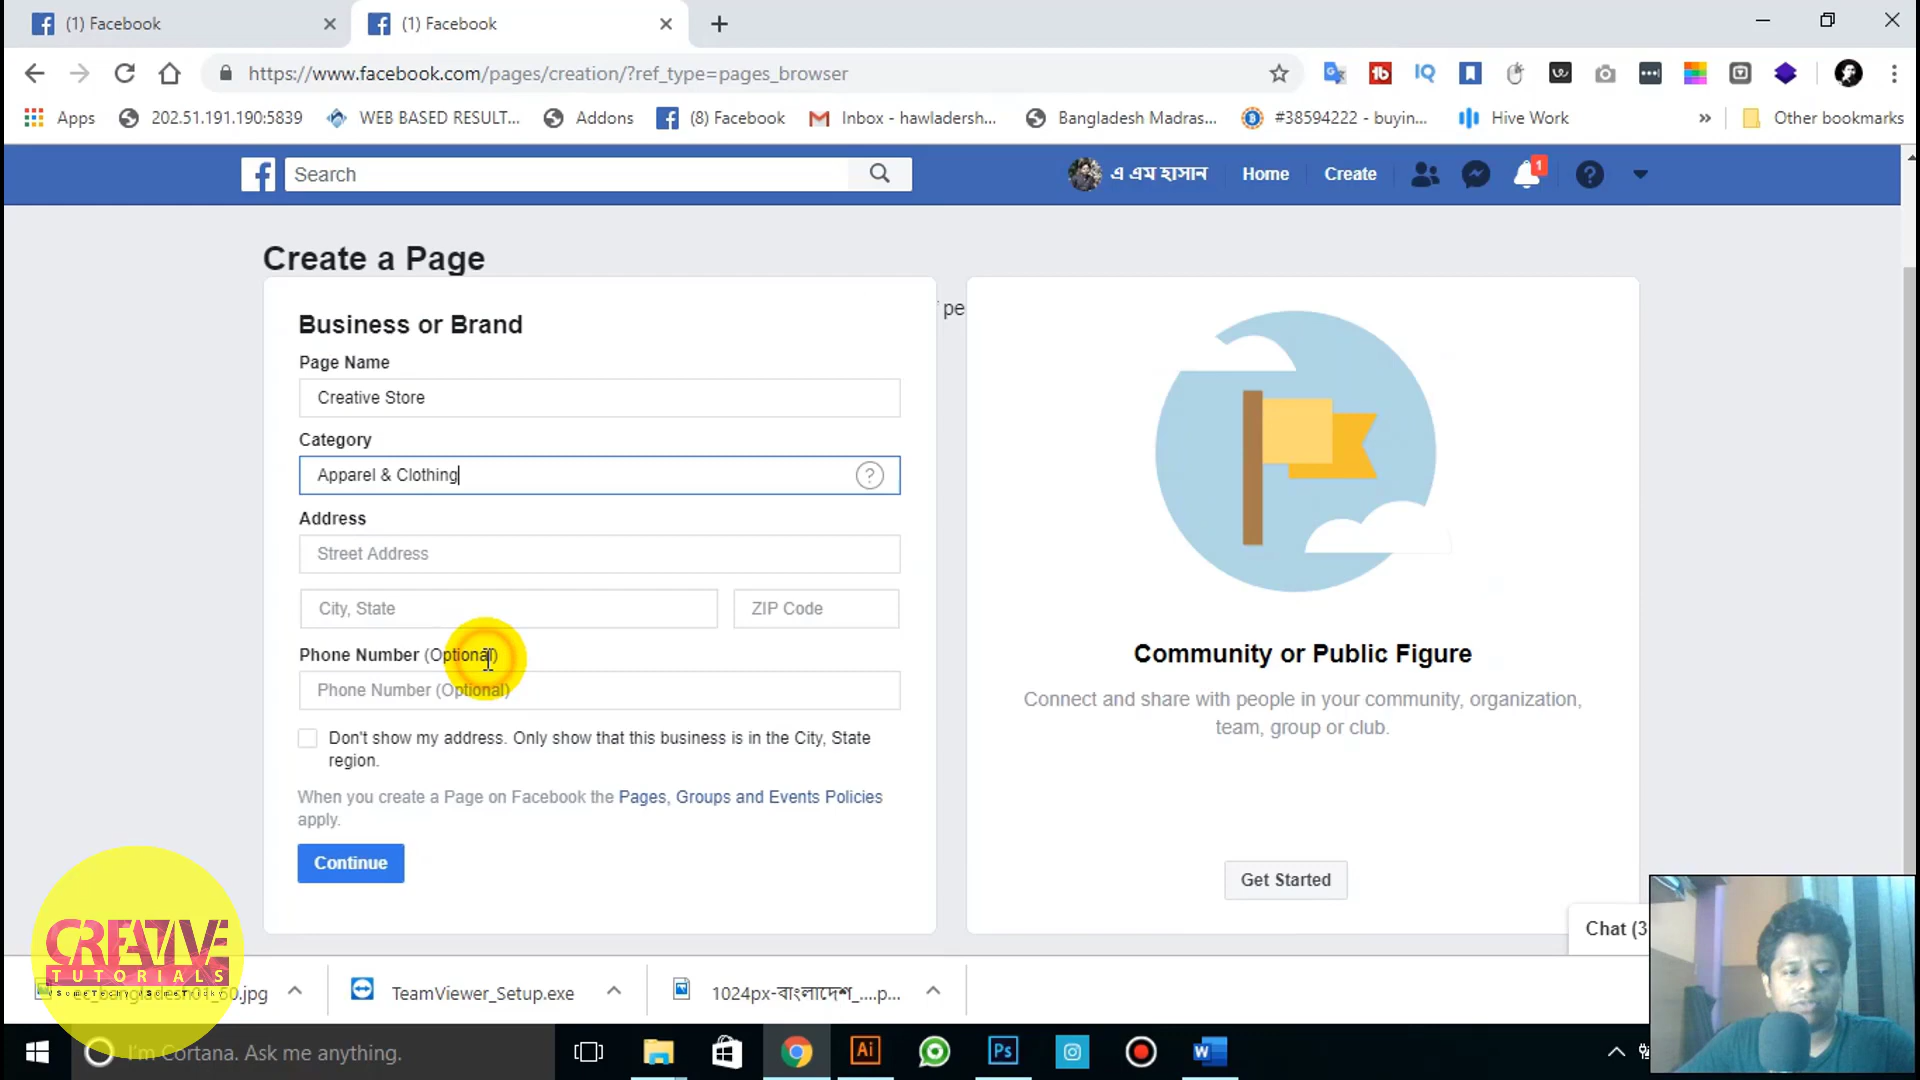 (1) Facebook
(1) Facebook
https://www.facebook.com/pages/creation/?ref_type=pages_browser
Apps
202.51.191.190:5839
WEB BASED RESULT...
Addons
(8) Facebook
Inbox - hawladersh...
Bangladesh Madras...
#38594222 - buyin...
Hive Work
Other bookmarks
Search
এ এম হাসান
Home
Create
1
Create a Page
Business or Brand
pe
Page Name
Creative Store
Category
Apparel & Clothing
Address
Street Address
City, State
ZIP Code
Phone Number (Optional)
Phone Number (Optional)
Don't show my address. Only show that this business is in the City, State
region.
When you create a Page on Facebook the Pages, Groups and Events Policies
apply.
Continue
Community or Public Figure
Connect and share with people in your community, organization,
team, group or club.
Get Started
Chat (3
CREATIVE
TUTORIALS
TeamViewer_Setup.exe
1024px-বাংলাদেশ_....p...
I'm Cortana. Ask me anything.
Ai
Ps
W